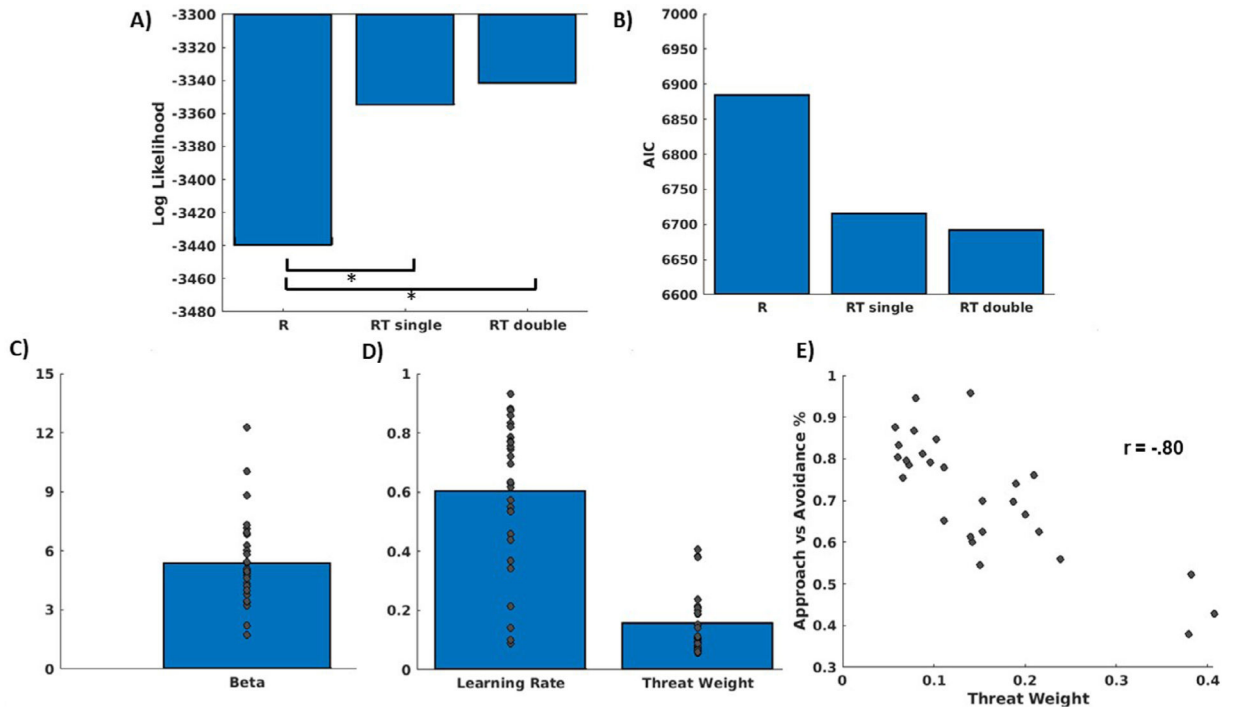 A)
Log Likelihood
-3300
-3320
-3340
-3360
-3380
-3400
-3420
-3440
-3460
-3480
*
*
R
RT single
RT double
B)
AIC
7000
6950
6900
6850
6800
6750
6700
6650
6600
R
RT single
RT double
C)
15
12
9
6
3
0
Beta
D)
1
0.8
0.6
0.4
0.2
0
Learning Rate
Threat Weight
E)
Approach vs Avoidance %
1
0.9
0.8
0.7
0.6
0.5
0.4
0.3
r = -.80
0
0.1
0.2
0.3
0.4
Threat Weight